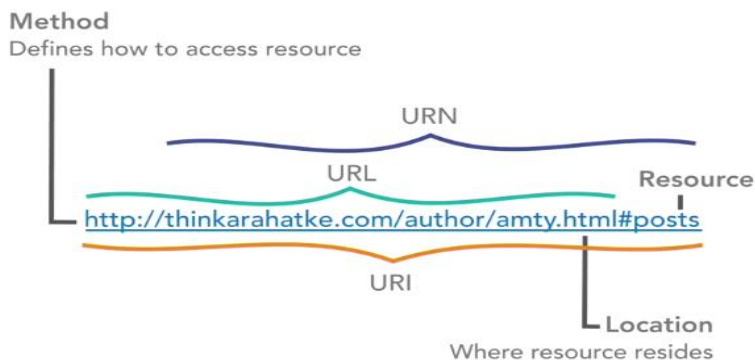 Method
Defines how to access resource
URN
URL
Resource
http://thinkarahatke.com/author/amty.html#posts
URI
Location
Where resource resides